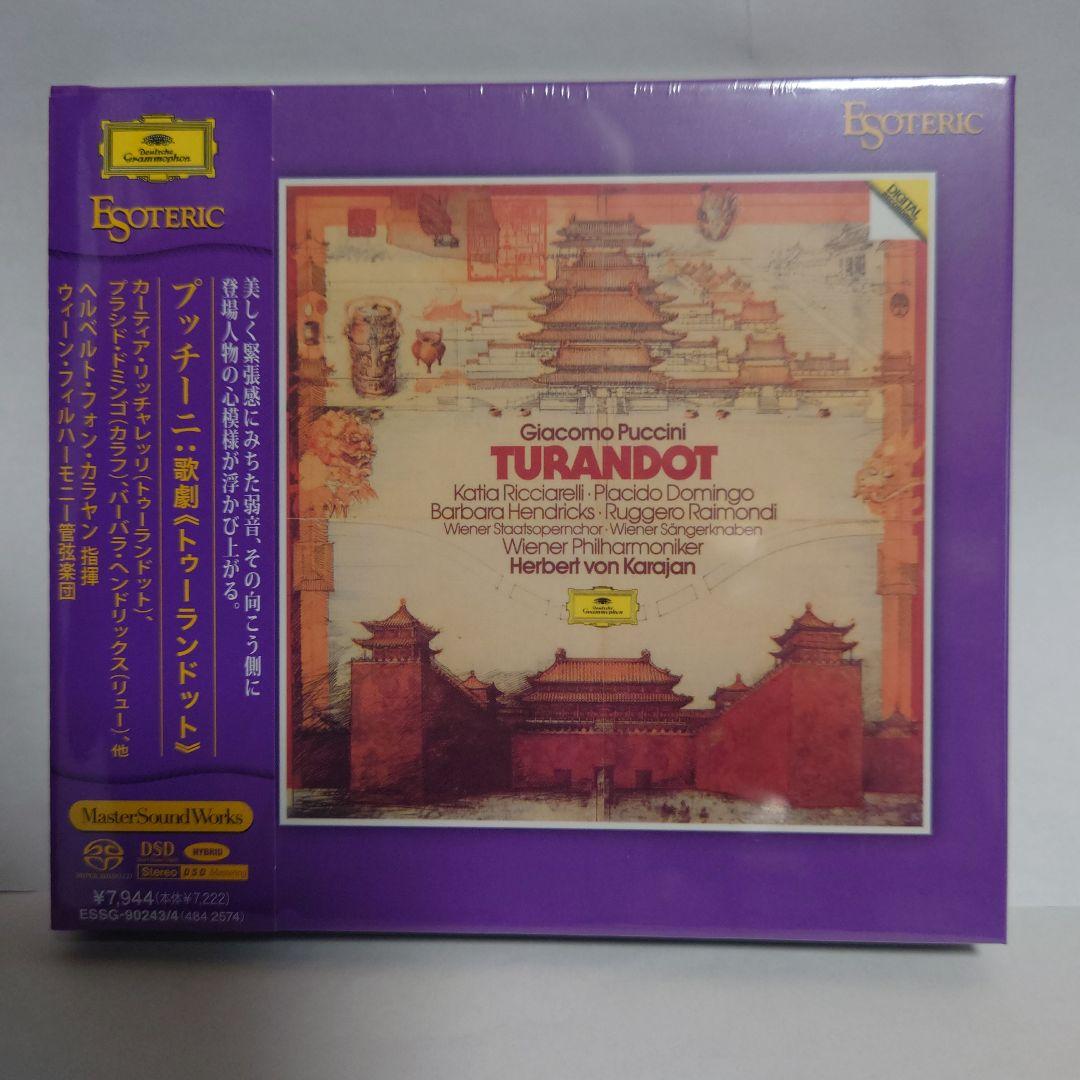 Deutsche
Grammophon
ESOTERIC
美しく緊張感にみちた弱音、その向こう側に
登場人物の心模様が浮かび上がる。
プッチーニ:歌劇《トゥーランドット》
カーティア・リッチャレッリ(トゥーランドット)、
プラシド・ドミンゴ(カラフ)、バーバラ・ヘンドリックス(リュー)、他
ヘルベルト・フォン・カラヤン 指揮
ウィーン・フィルハーモニー管弦楽団
MasterSoundWorks
SUPER AUDIO CD
DSD
HYBRID
Stereo DSD Mastering
¥7,944(本体¥7,222)
ESSG-90243/4(484 2574)
ESOTERIC
DIGITAL
Giacomo Puccini
TURANDOT
Katia Ricciarelli · Placido Domingo
Barbara Hendricks · Ruggero Raimondi
Wiener Staatsopernchor · Wiener Sängerknaben
Wiener Philharmoniker
Herbert von Karajan
Deutsche
Grammophon